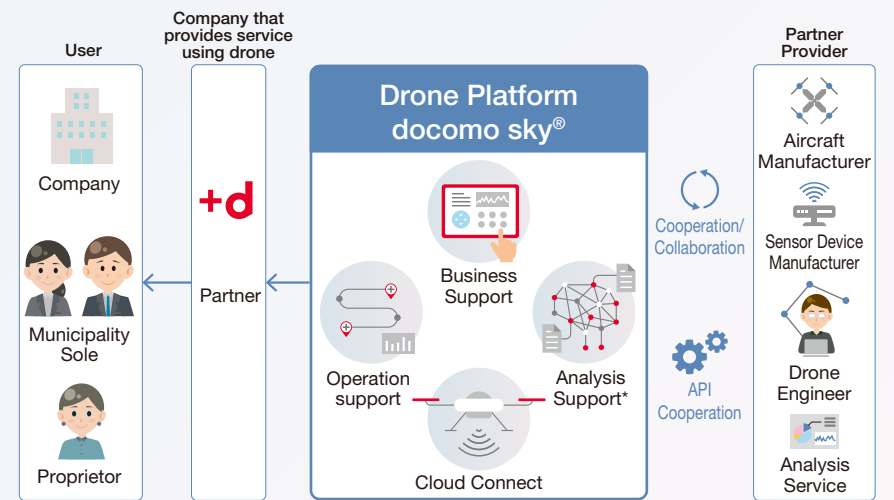 User
Company
Municipality
Sole
Proprietor
Company that
provides service
using drone
+d
Partner
Drone Platform
docomo sky®
Business
Support
Operation
support
Analysis
Support*
Cloud Connect
Cooperation/
Collaboration
API
Cooperation
Partner
Provider
Aircraft
Manufacturer
Sensor Device
Manufacturer
Drone
Engineer
Analysis
Service